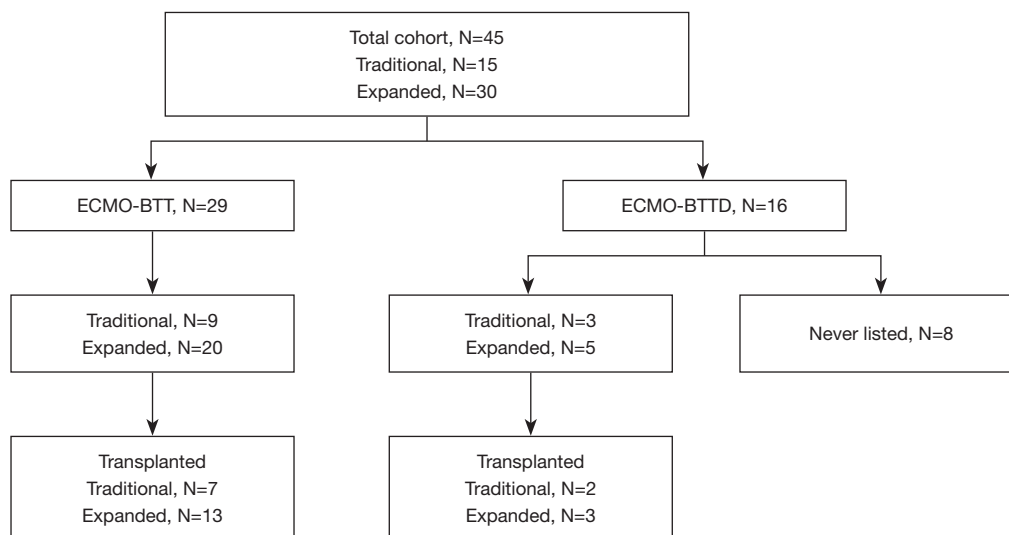 Total cohort, N=45
Traditional, N=15
Expanded, N=30
ECMO-BTT, N=29
ECMO-BTTD, N=16
Traditional, N=9
Expanded, N=20
Traditional, N=3
Expanded, N=5
Never listed, N=8
Transplanted
Traditional, N=7
Expanded, N=13
Transplanted
Traditional, N=2
Expanded, N=3